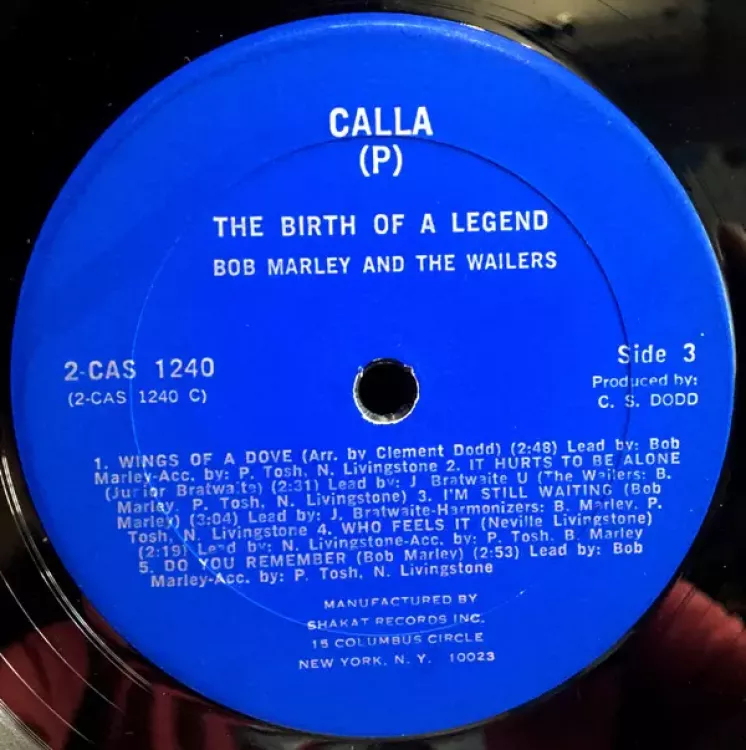 CALLA
(P)
THE BIRTH OF A LEGEND
BOB MARLEY AND THE WAILERS
2-CAS 1240
(2-CAS 1240 C)
Side 3
Produced by:
C. S. DODD
1. WINGS OF A DOVE (Arr. by Clement Dodd) (2:48) Lead by: Bob
Marley-Acc. by: P. Tosh, N. Livingstone 2. IT HURTS TO BE ALONE
(Junior Bratwaite) (2:31) Lead by: J Bratwaite U (The Wailers: B.
Marley, P. Tosh, N. Livingstone) 3. I'M STILL WAITING (Bob
Marley) (3:04) Lead by: J. Bratwaite-Harmonizers: B. Marley, P.
Tosh, N. Livingstone 4. WHO FEELS IT (Neville Livingstone)
(2:19) Lead by: N. Livingstone-Acc. by: P. Tosh, B. Marley
5. DO YOU REMEMBER (Bob Marley) (2:53) Lead by: Bob
Marley-Acc. by: P. Tosh, N. Livingstone
MANUFACTURED BY
SHAKAT RECORDS INC.
15 COLUMBUS CIRCLE
NEW YORK, N. Y. 10023